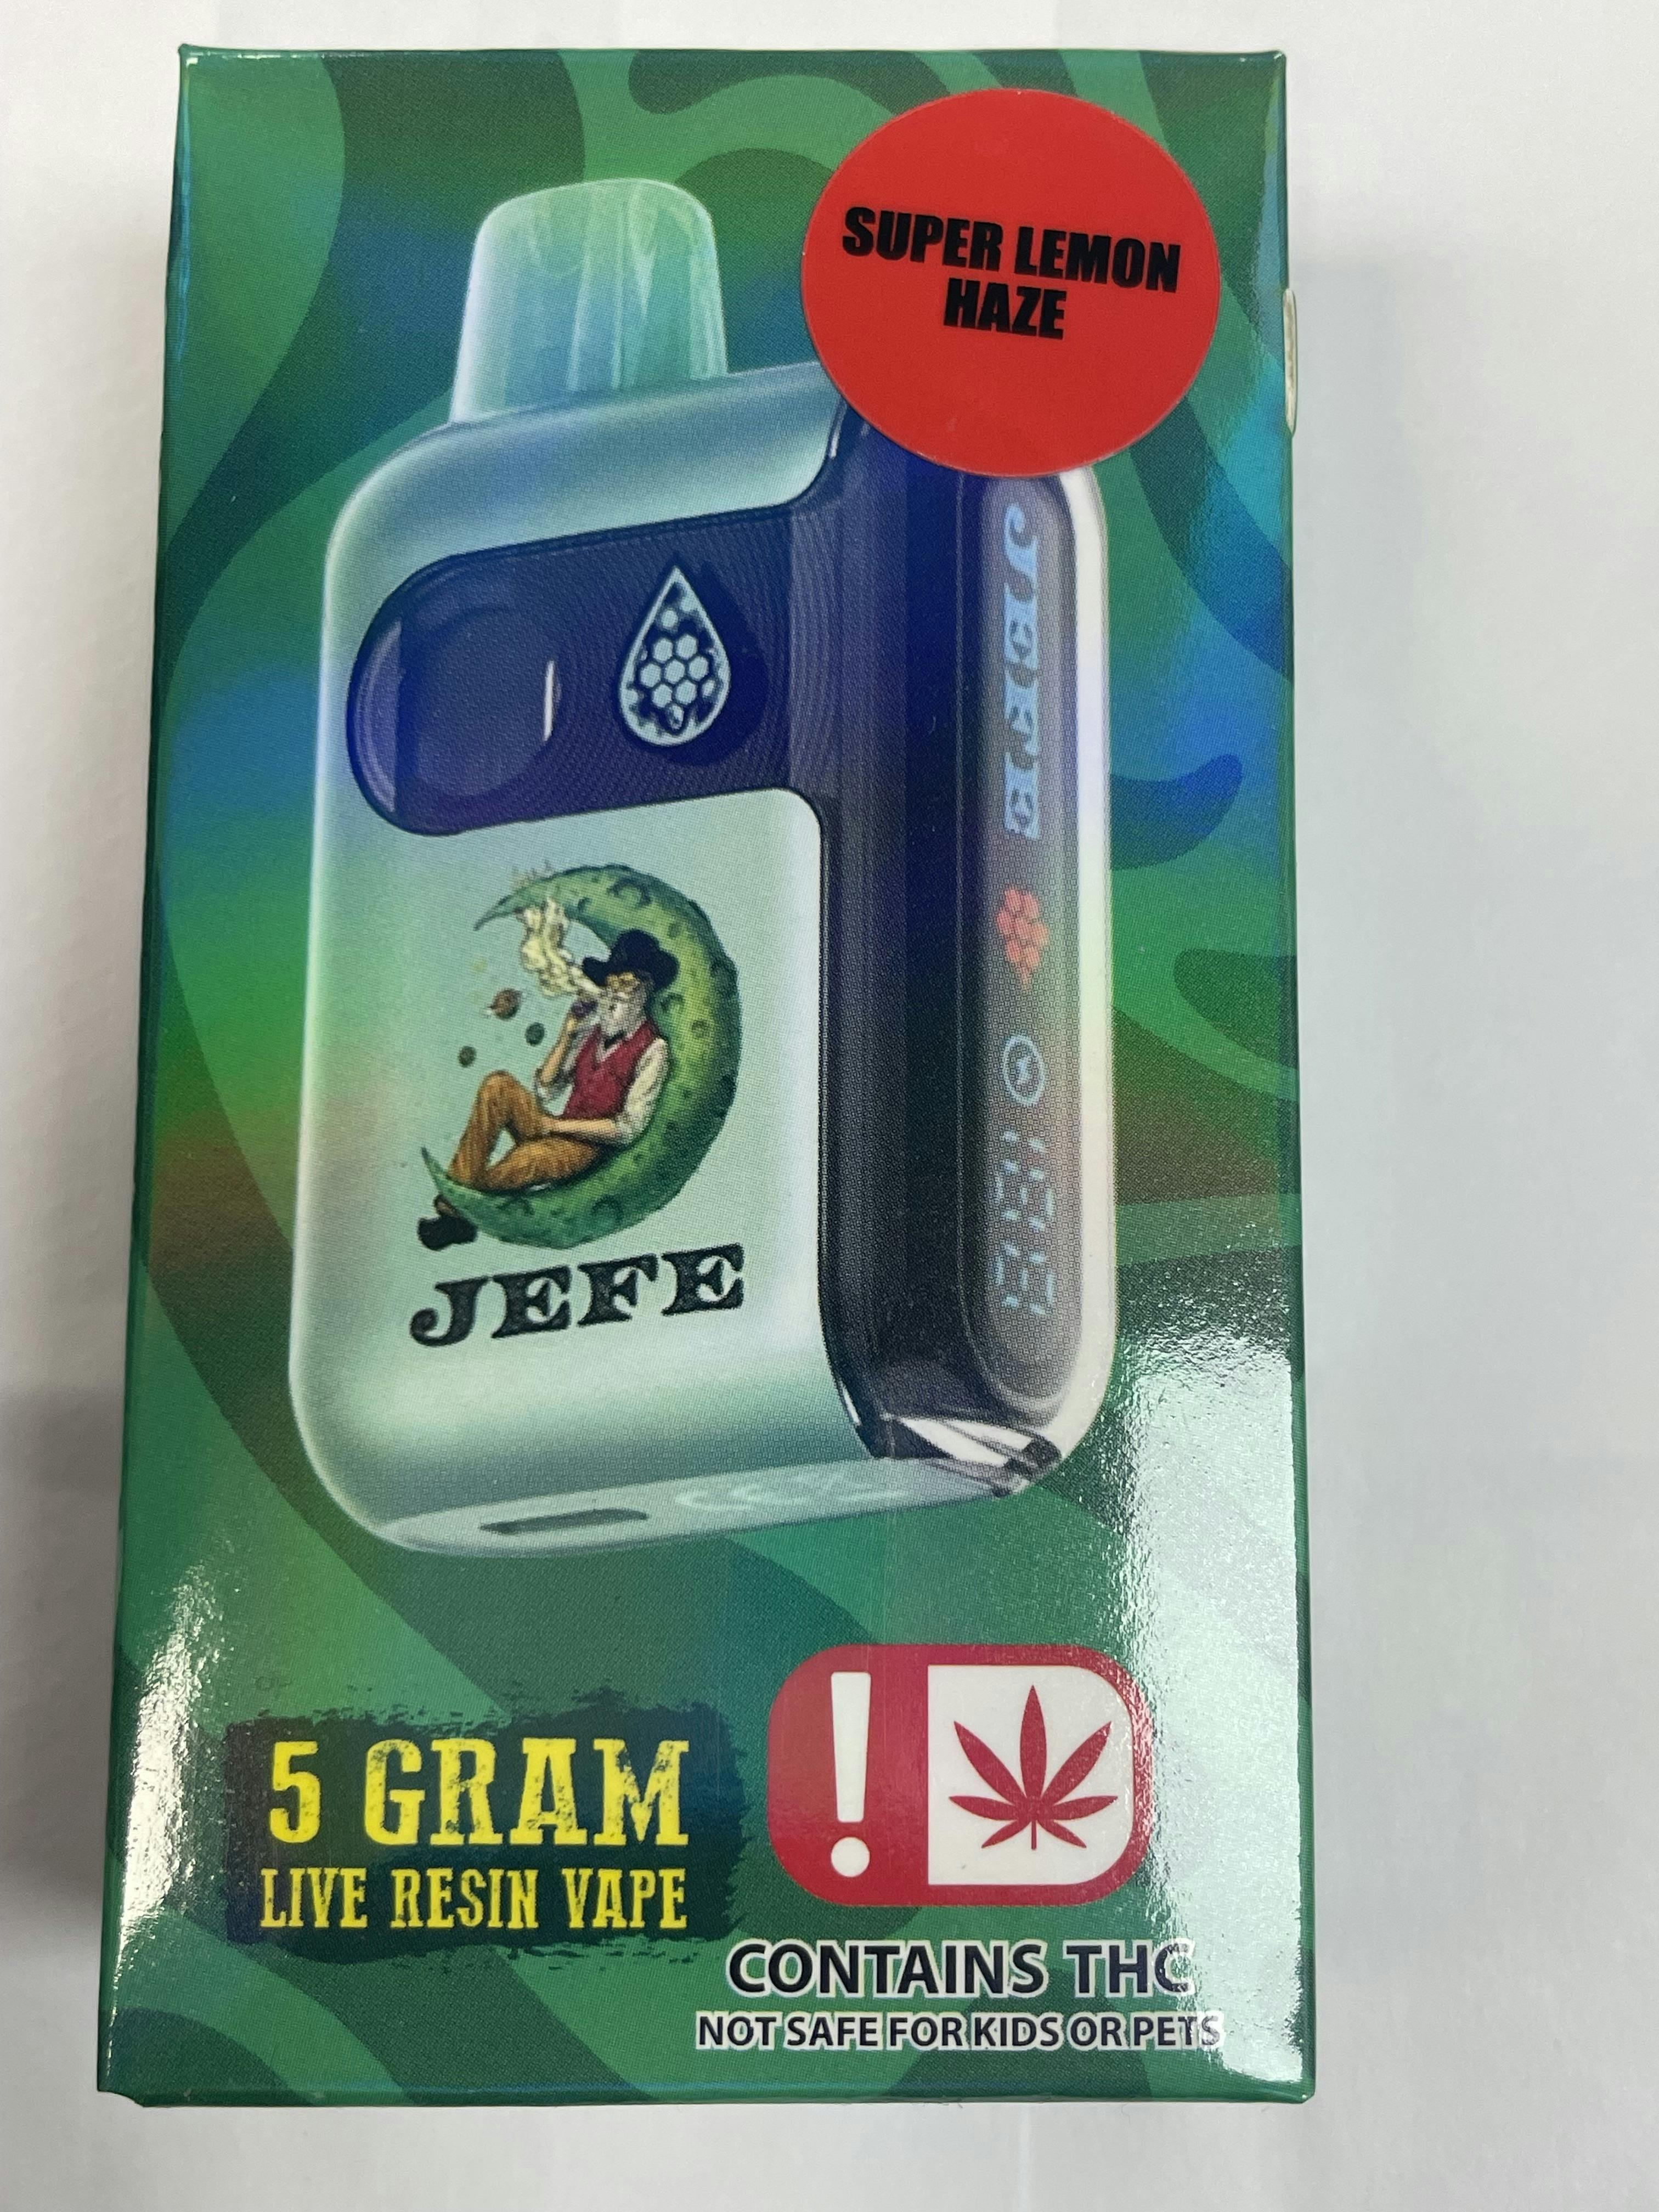 SUPER LEMON
HAZE
JEFE
5 GRAM
LIVE RESIN VAPE
CONTAINS THC
NOT SAFE FOR KIDS OR PETS